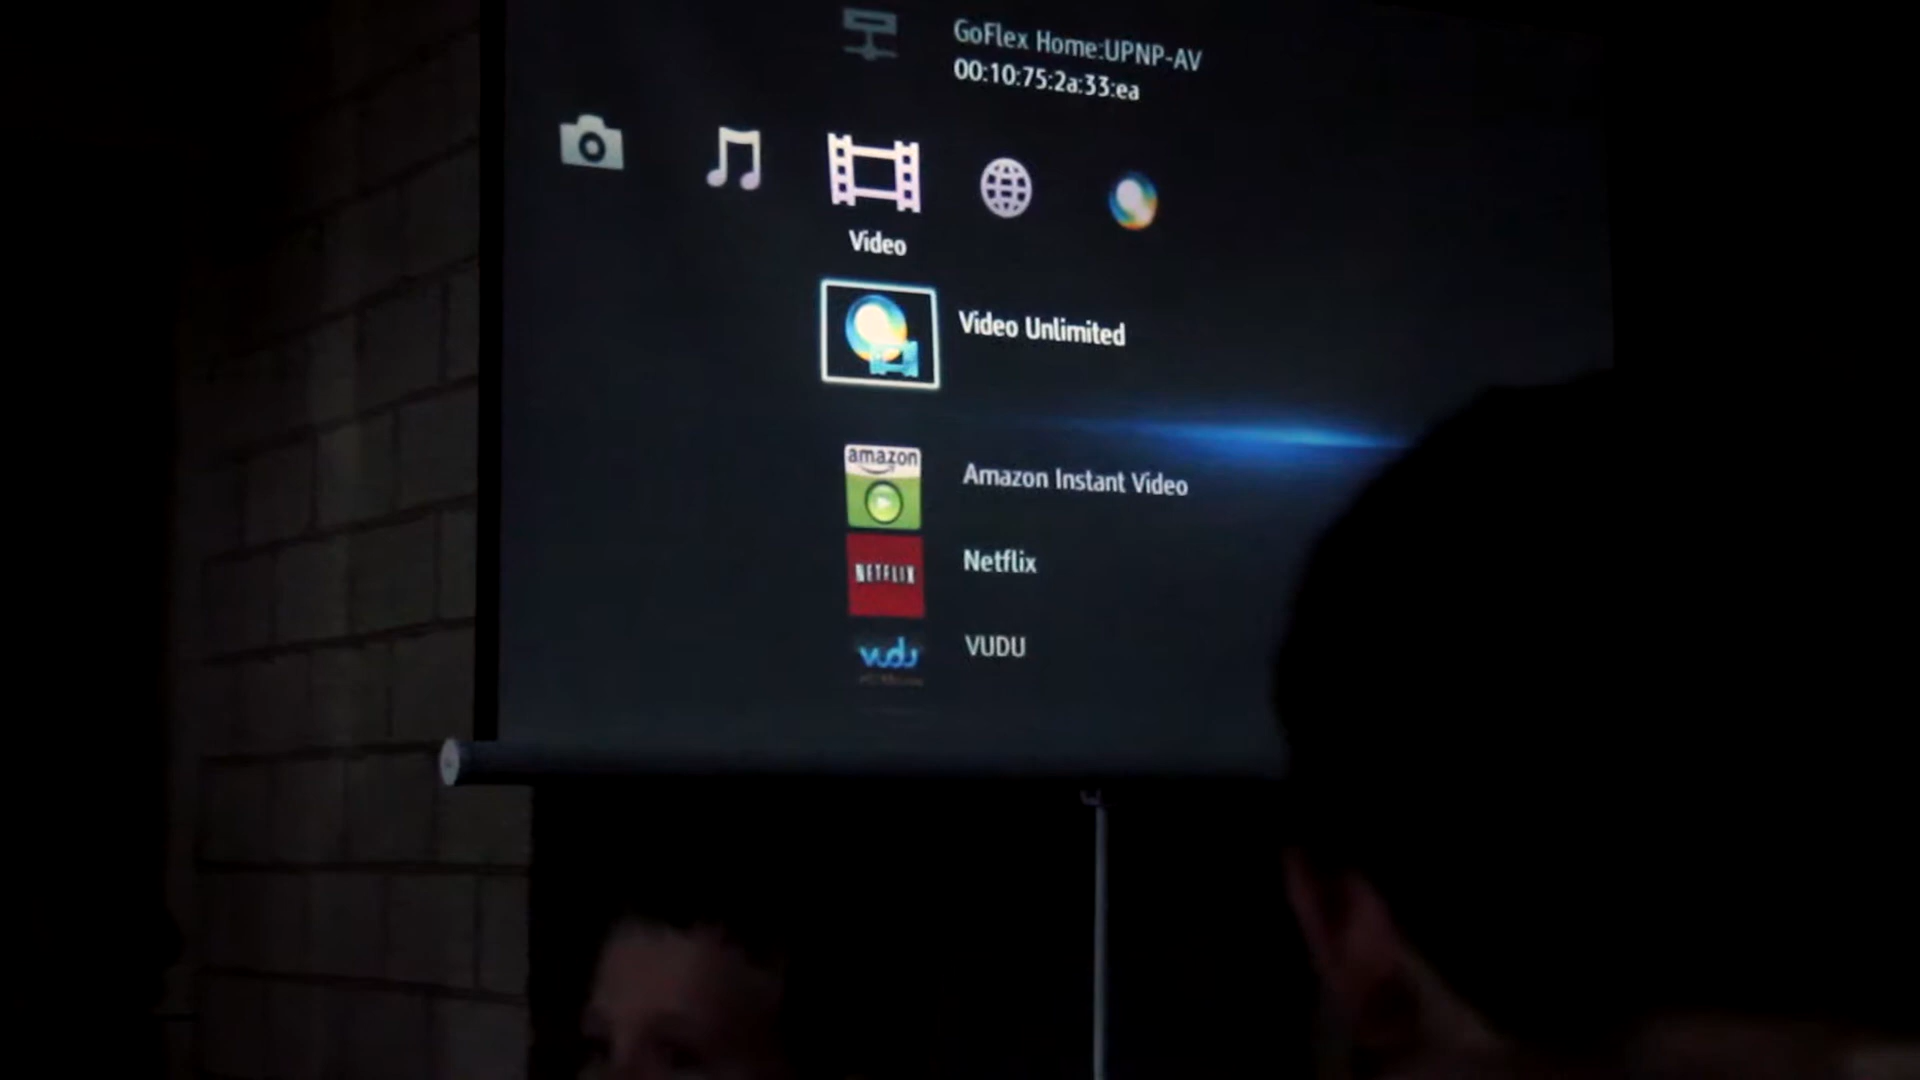 GoFlex Home:UPNP-AV
00:10:75:2a:33:ea
Video
Video Unlimited
amazon
Amazon Instant Video
NETFLIX
Netflix
vudu
VUDU